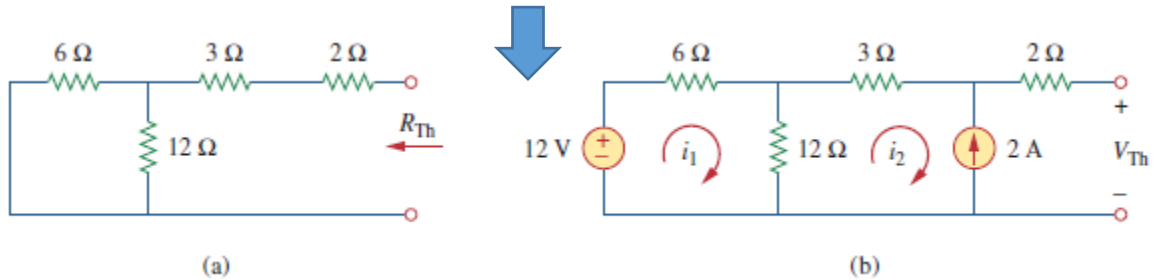 6 Ω 3 Ω 2 Ω
12 Ω
R_Th
(a)
6 Ω 3 Ω 2 Ω
12 V + − i_1 12 Ω i_2 2 A + V_Th −
(b)